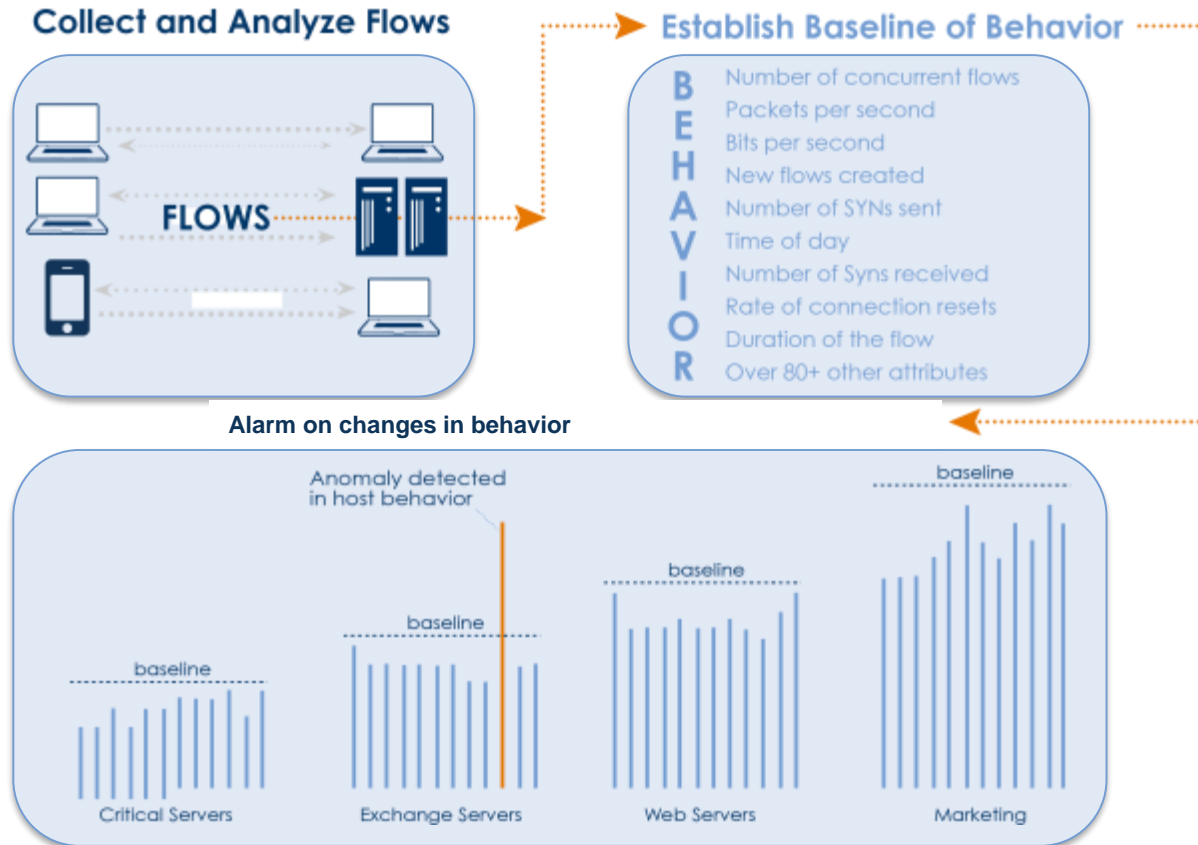 Collect and Analyze Flows
FLOWS
Establish Baseline of Behavior
BEHAVIOR
Number of concurrent flows
Packets per second
Bits per second
New flows created
Number of SYNs sent
Time of day
Number of Syns received
Rate of connection resets
Duration of the flow
Over 80+ other attributes
Alarm on changes in behavior
Anomaly detected
in host behavior
baseline
baseline
baseline
baseline
Critical Servers
Exchange Servers
Web Servers
Marketing